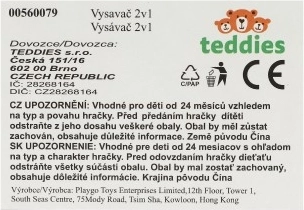 00560079
Vysavač 2v1
Vysávač 2v1
teddies
Dovozce/Dovozca:
TEDDIES s.r.o.
Česká 151/16
602 00 Brno
CZECH REPUBLIC
IČ: 28268164
DIČ: CZ28268164
C/PAP
CZ UPOZORNĚNÍ: Vhodné pro děti od 24 měsíců vzhledem
na typ a povahu hračky. Před předáním hračky dítěti
odstraňte z jeho dosahu veškeré obaly. Obal by měl zůstat
zachován, obsahuje důležité informace. Země původu Čína
SK UPOZORNENIE: Vhodné pre deti od 24 mesiacov s ohľadom
na typ a charakter hračky. Pred odovzdaním hračky dieťaťu
odstráňte všetky súčasti obalu. Obal by mal zostať zachovaný,
obsahuje dôležité informácie. Krajina pôvodu Čína
Výrobce/Výrobca: Playgo Toys Enterprises Limited,12th Floor, Tower 1,
South Seas Centre, 75Mody Road, Tsim Sha, Kowloon, Hong Kong